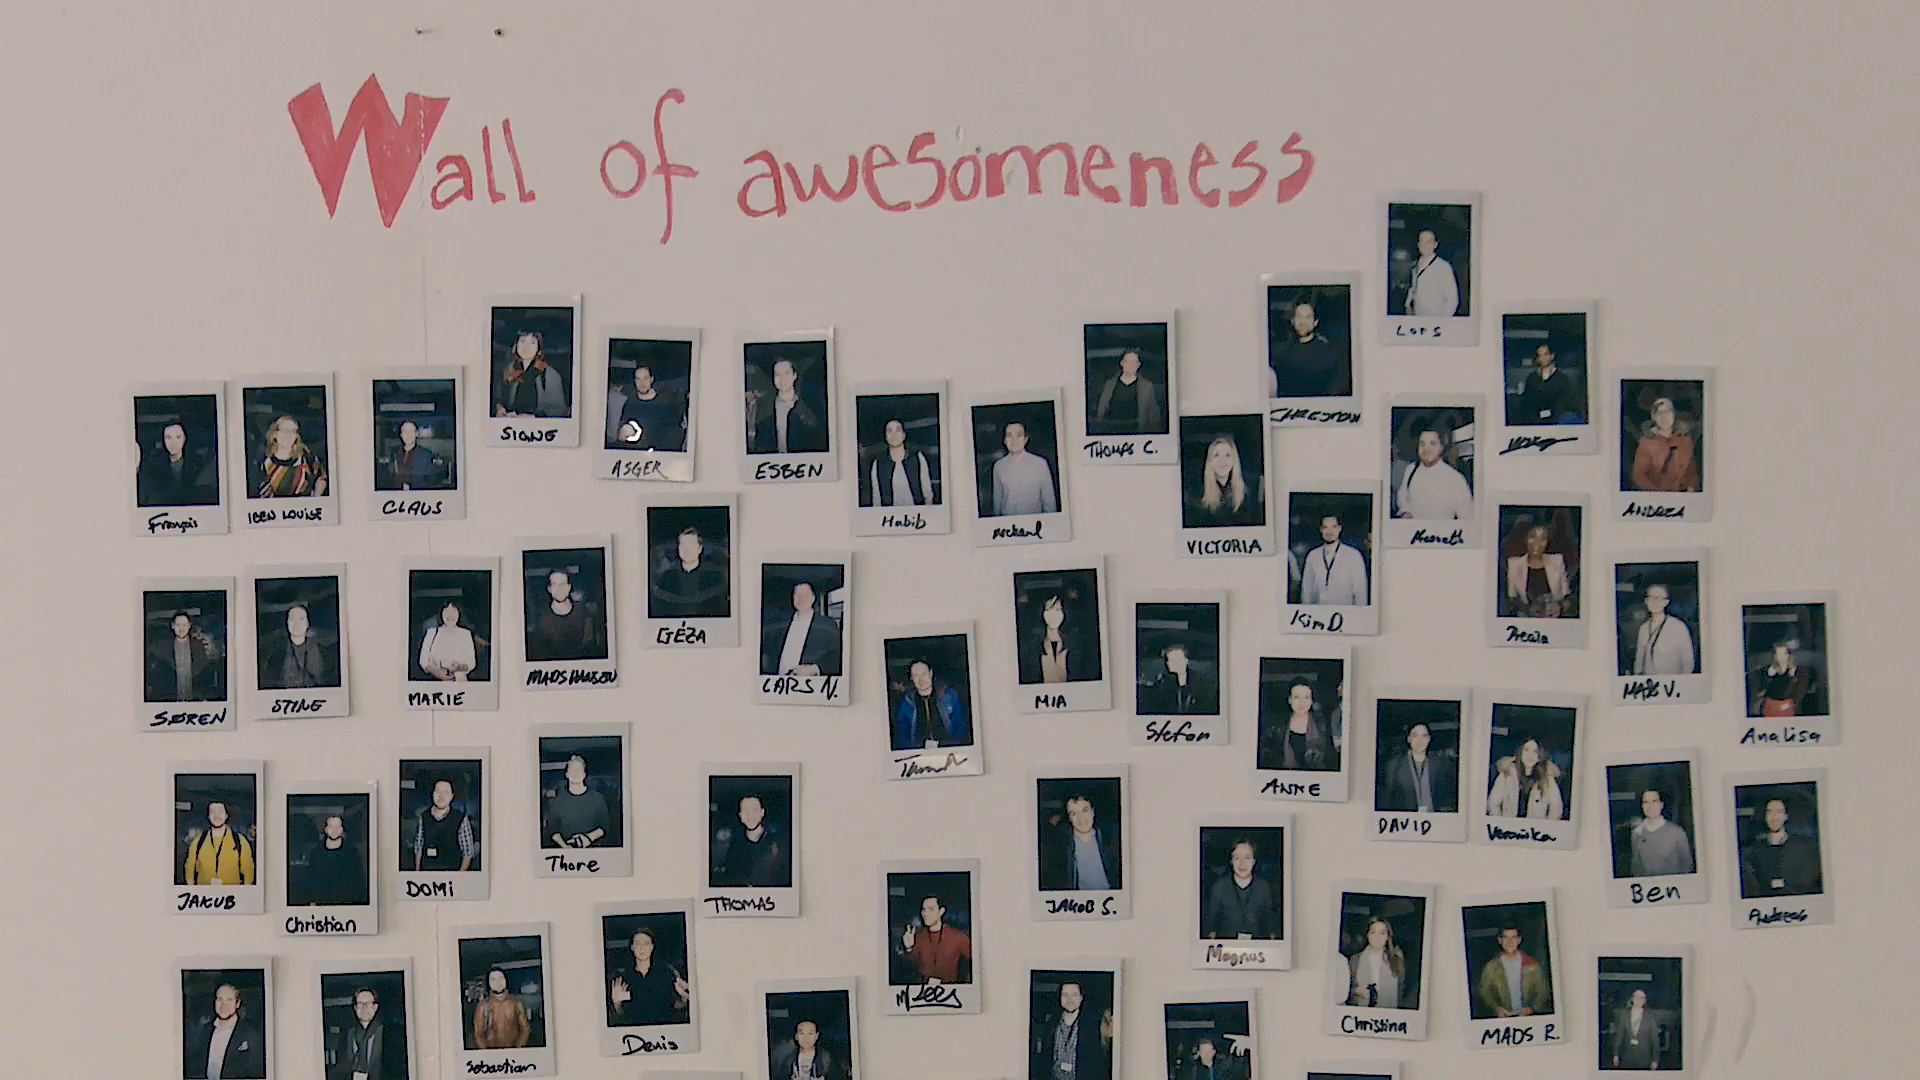 Wall of awesomeness
Lars
SIGNE
ASGER
ESBEN
THOMAS C.
François
IBEN LOUISE
CLAUS
Habib
VICTORIA
Kenneth
ANDREA
SØREN
STINE
MARIE
MADS HANSEN
GÉZA
LARS N.
MIA
Stefan
Kim D.
MADS V.
Analisa
ANNE
DAVID
Veronika
JAKUB
Christian
DOMI
Thore
THOMAS
JAKOB S.
Magnus
Ben
Andreas
Sebastian
Denis
Christina
MADS R.